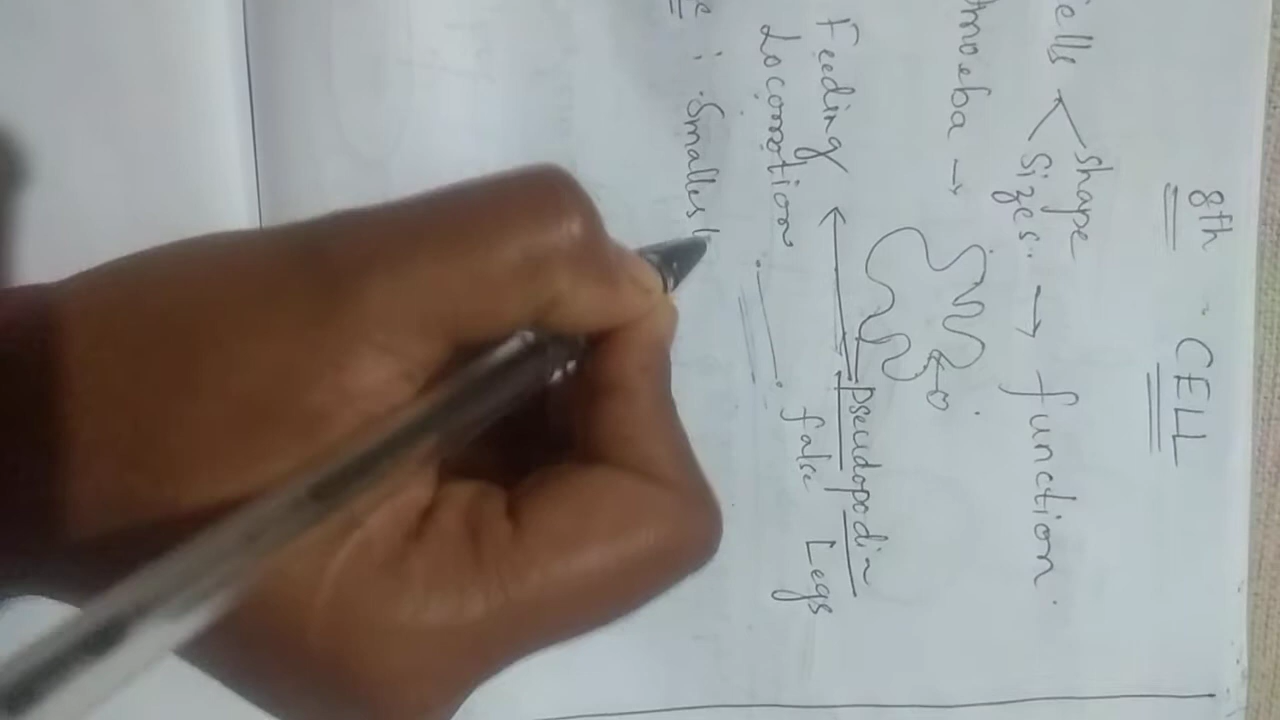 8th - CELL
ells < shape
sizes.. → function.
moeba →
Feeding ← pseudopodia
Locomotion false Legs
: Smallest